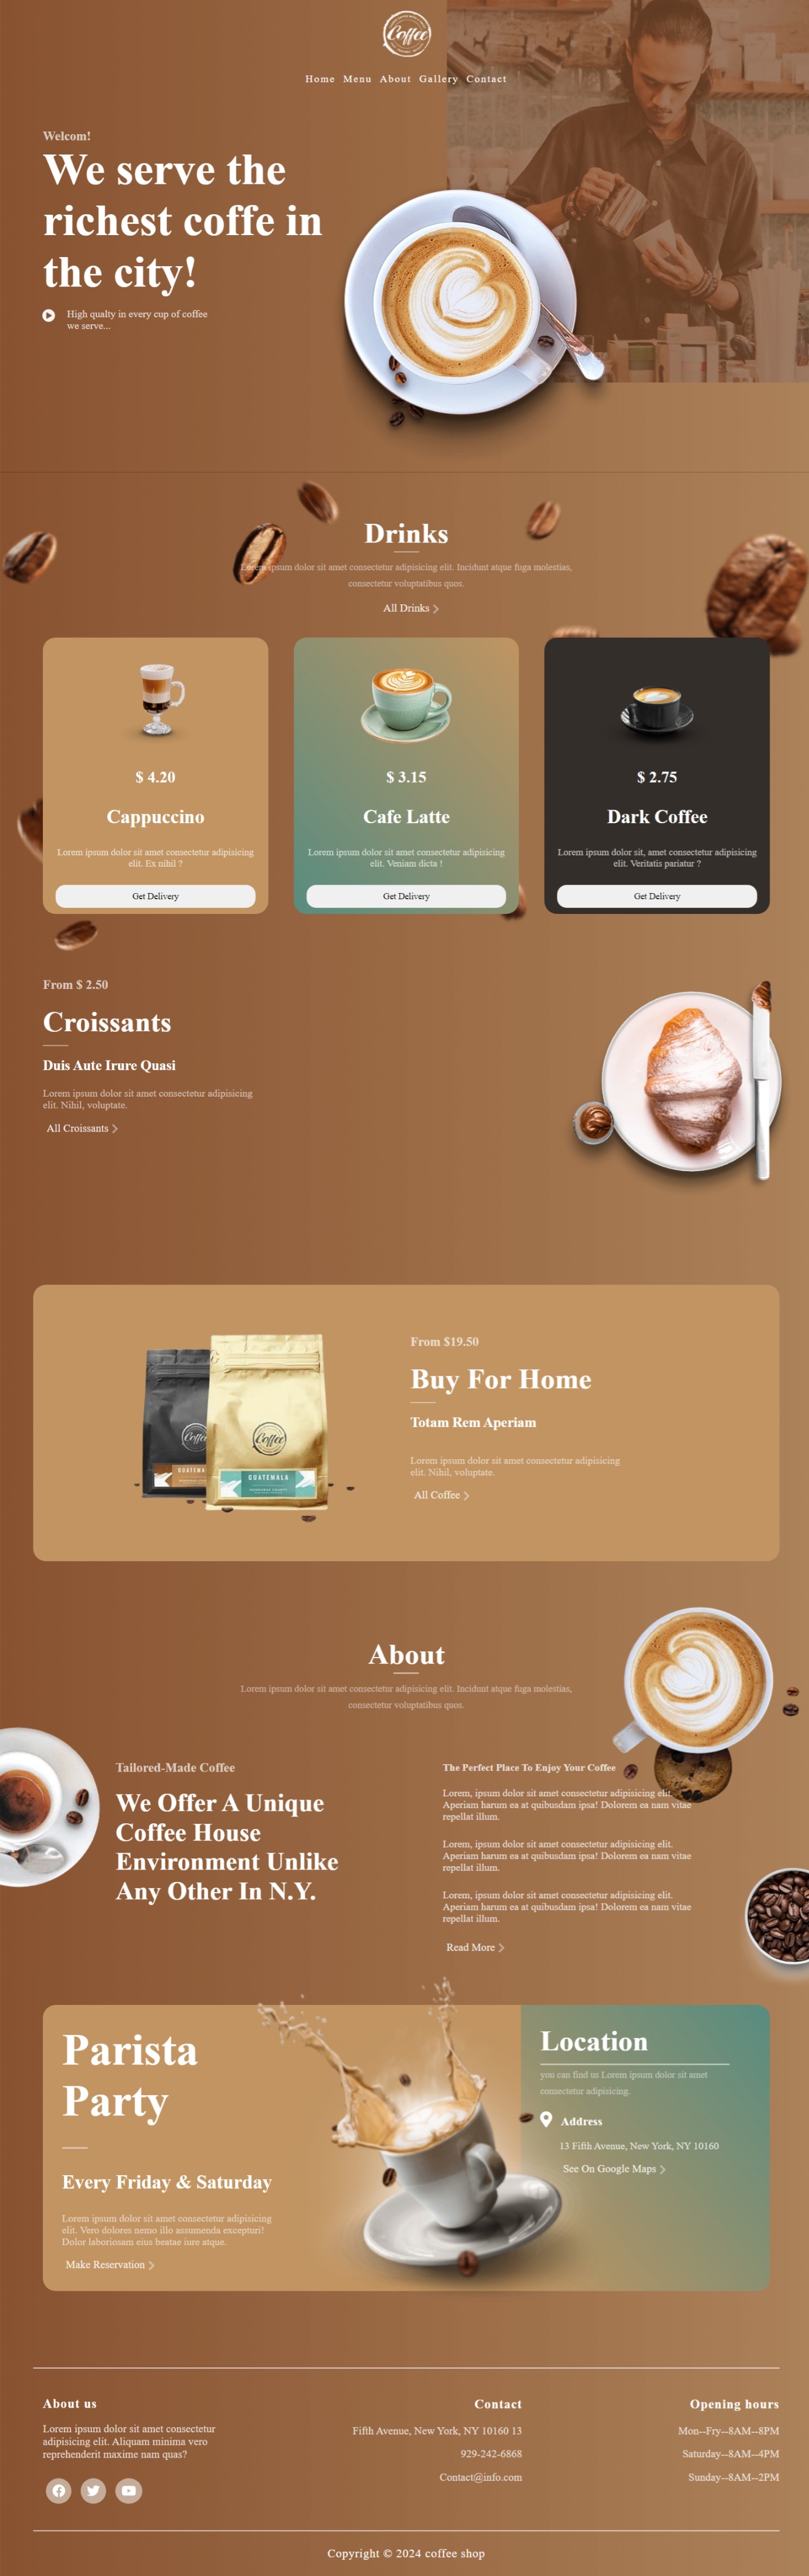 Coffee
Home Menu About Gallery Contact
Welcom!
We serve the
richest coffe in
the city!
High qualty in every cup of coffee
we serve...
Drinks
Lorem ipsum dolor sit amet consectetur adipisicing elit. Incidunt atque fuga molestias,
consectetur voluptatibus quos.
All Drinks
$ 4.20
Cappuccino
Lorem ipsum dolor sit amet consectetur adipisicing
elit. Ex nihil ?
Get Delivery
$ 3.15
Cafe Latte
Lorem ipsum dolor sit amet consectetur adipisicing
elit. Veniam dicta !
Get Delivery
$ 2.75
Dark Coffee
Lorem ipsum dolor sit, amet consectetur, adipisicing
elit. Veritatis pariatur ?
Get Delivery
From $ 2.50
Croissants
Duis Aute Irure Quasi
Lorem ipsum dolor sit amet consectetur adipisicing
elit. Nihil, voluptate.
All Croissants
Coffee
GUATEMA
Coffee
GUATEMALA
From $19.50
Buy For Home
Totam Rem Aperiam
Lorem ipsum dolor sit amet consectetur adipisicing
elit. Nihil, voluptate.
All Coffee
About
Lorem ipsum dolor sit amet consectetur adipisicing elit. Incidunt atque fuga molestias,
consectetur voluptatibus quos.
Tailored-Made Coffee
We Offer A Unique
Coffee House
Environment Unlike
Any Other In N.Y.
The Perfect Place To Enjoy Your Coffee
Lorem, ipsum dolor sit amet consectetur adipisicing elit.
Aperiam harum ea at quibusdam ipsa! Dolorem ea nam vitae
repellat illum.
Lorem, ipsum dolor sit amet consectetur adipisicing elit.
Aperiam harum ea at quibusdam ipsa! Dolorem ea nam vitae
repellat illum.
Lorem, ipsum dolor sit amet consectetur adipisicing elit.
Aperiam harum ea at quibusdam ipsa! Dolorem ea nam vitae
repellat illum.
Read More
Parista
Party
Every Friday & Saturday
Lorem ipsum dolor sit amet consectetur adipisicing
elit. Vero dolores nemo illo assumenda excepturi!
Dolor laboriosam eius beatae iure atque.
Make Reservation
Location
you can find us Lorem ipsum dolor sit amet
consectetur adipisicing.
Address
13 Fifth Avenue, New York, NY 10160
See On Google Maps
About us
Lorem ipsum dolor sit amet consectetur
adipisicing elit. Aliquam minima vero
reprehenderit maxime nam quas?
Contact
Fifth Avenue, New York, NY 10160 13
929-242-6868
Contact@info.com
Opening hours
Mon--Fry--8AM--8PM
Saturday--8AM--4PM
Sunday--8AM--2PM
Copyright © 2024 coffee shop